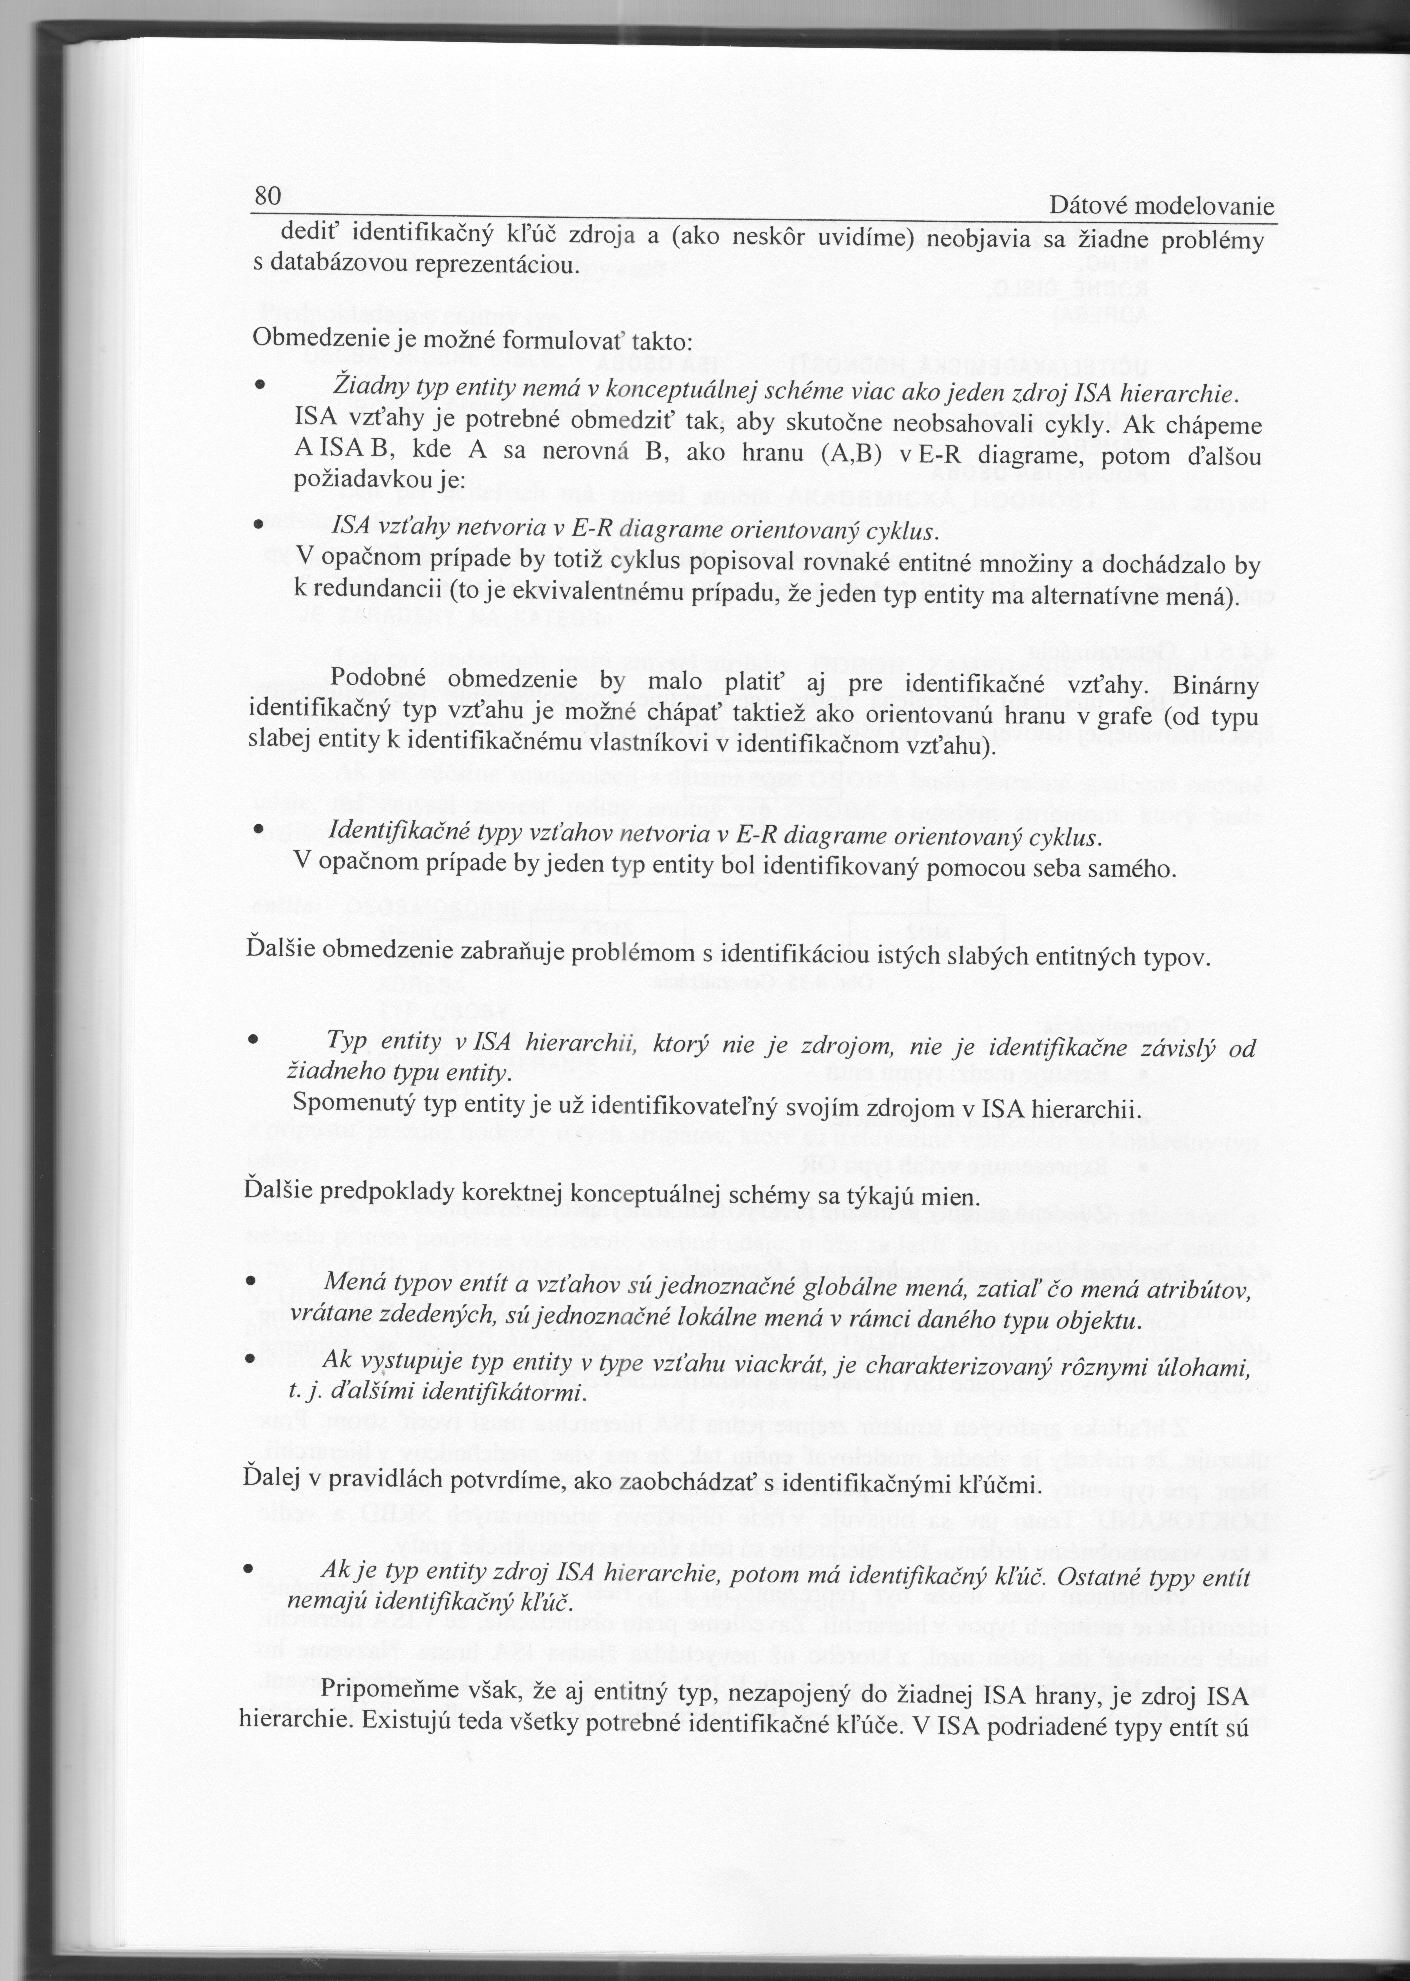 80
Dátové modelovanie
dediť identifikačný kľúč zdroja a (ako neskôr uvidíme) neobjavia sa žiadne problémy
s databázovou reprezentáciou.
Obmedzenie je možné formulovať takto:
• Žiadny typ entity nemá v konceptuálnej schéme viac ako jeden zdroj ISA hierarchie.
ISA vzťahy je potrebné obmedziť tak, aby skutočne neobsahovali cykly. Ak chápeme
A ISA B, kde A sa nerovná B, ako hranu (A,B) v E-R diagrame, potom ďalšou
požiadavkou je:
• ISA vzťahy netvoria v E-R diagrame orientovaný cyklus.
V opačnom prípade by totiž cyklus popisoval rovnaké entitné množiny a dochádzalo by
k redundancii (to je ekvivalentnému prípadu, že jeden typ entity ma alternatívne mená).
Podobné obmedzenie by malo platiť aj pre identifikačné vzťahy. Binárny
identifikačný typ vzťahu je možné chápať taktiež ako orientovanú hranu v grafe (od typu
slabej entity k identifikačnému vlastníkovi v identifikačnom vzťahu).
• Identifikačné typy vzťahov netvoria v E-R diagrame orientovaný cyklus.
V opačnom prípade by jeden typ entity bol identifikovaný pomocou seba samého.
Ďalšie obmedzenie zabraňuje problémom s identifikáciou istých slabých entitných typov.
• Typ entity v ISA hierarchii, ktorý nie je zdrojom, nie je identifikačne závislý od
žiadneho typu entity.
Spomenutý typ entity je už identifikovateľný svojím zdrojom v ISA hierarchii.
Ďalšie predpoklady korektnej konceptuálnej schémy sa týkajú mien.
• Mená typov entít a vzťahov sú jednoznačné globálne mená, zatiaľ čo mená atribútov,
vrátane zdedených, sú jednoznačné lokálne mená v rámci daného typu objektu.
• Ak vystupuje typ entity v type vzťahu viackrát, je charakterizovaný rôznymi úlohami,
t. j. ďalšími identifikátormi.
Ďalej v pravidlách potvrdíme, ako zaobchádzať s identifikačnými kľúčmi.
• Ak je typ entity zdroj ISA hierarchie, potom má identifikačný kľúč. Ostatné typy entít
nemajú identifikačný kľúč.
Pripomeňme však, že aj entitný typ, nezapojený do žiadnej ISA hrany, je zdroj ISA
hierarchie. Existujú teda všetky potrebné identifikačné kľúče. V ISA podriadené typy entít sú